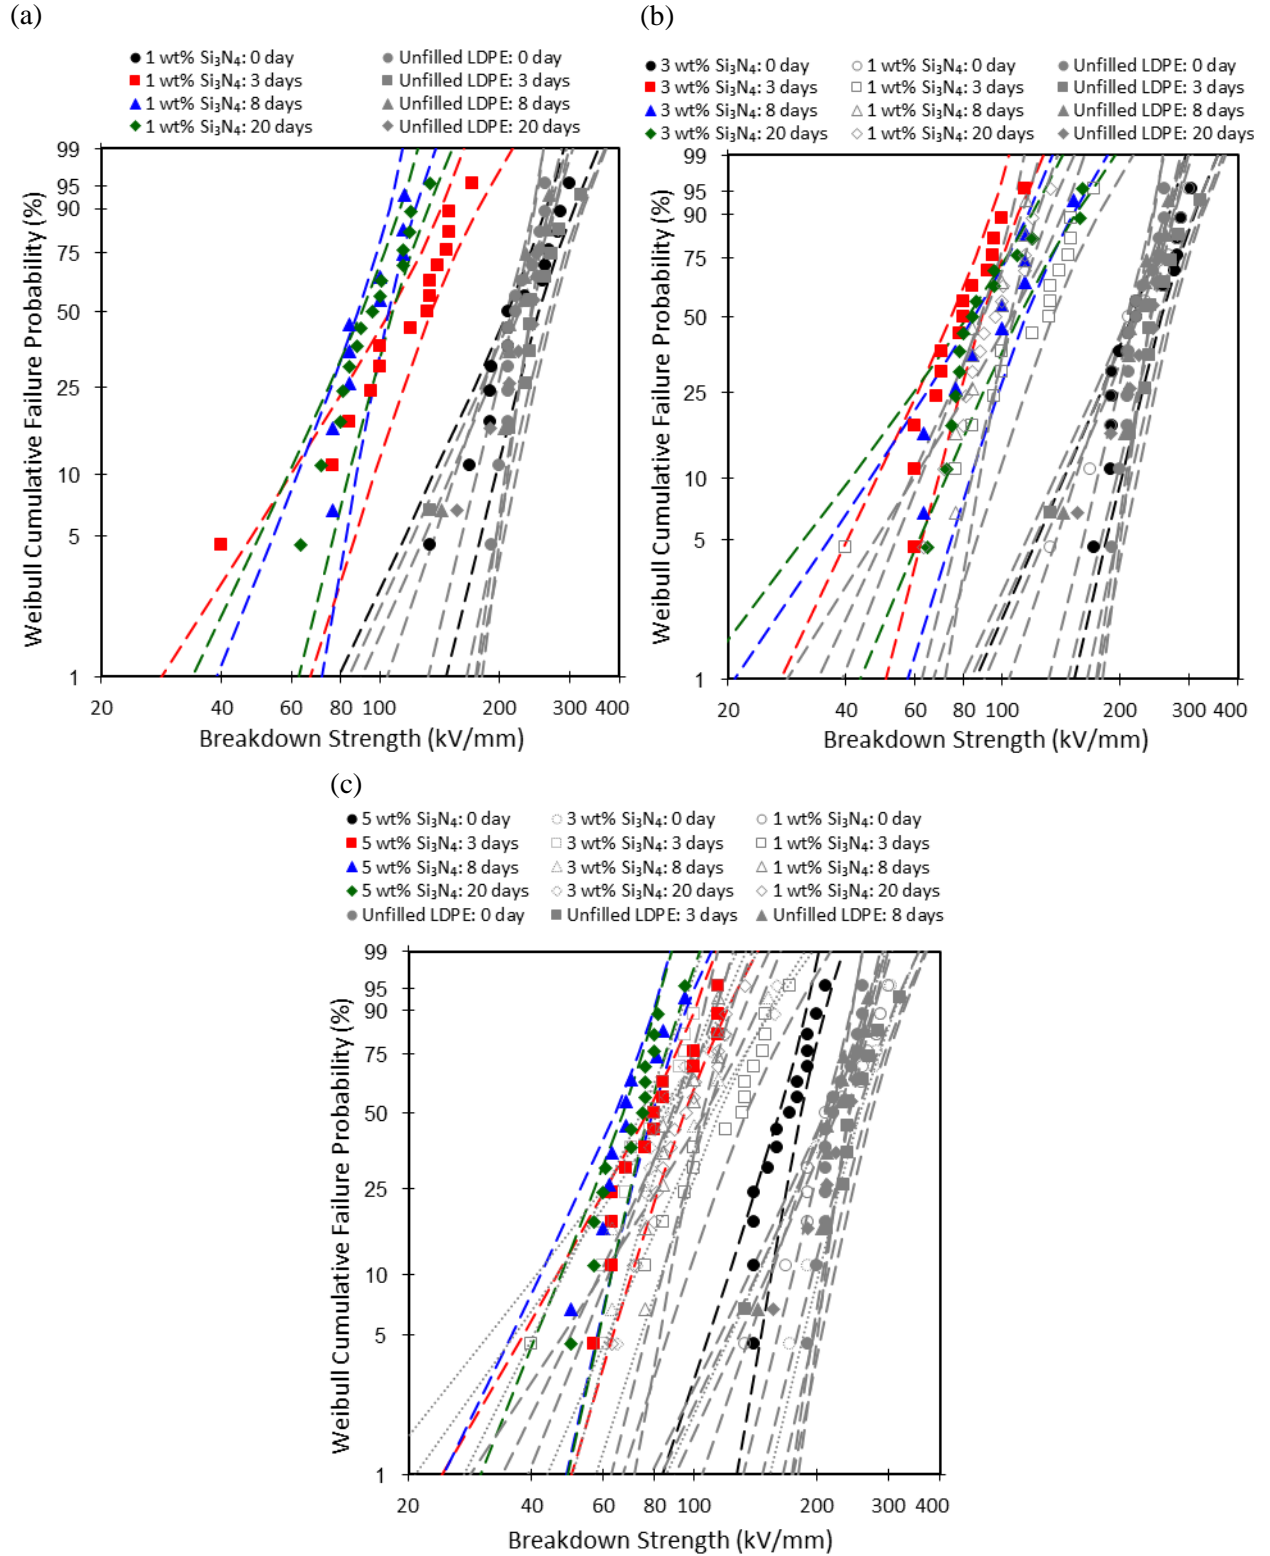 (a)
● 1 wt% Si₃N₄: 0 day ● Unfilled LDPE: 0 day
■ 1 wt% Si₃N₄: 3 days ■ Unfilled LDPE: 3 days
▲ 1 wt% Si₃N₄: 8 days ▲ Unfilled LDPE: 8 days
◆ 1 wt% Si₃N₄: 20 days ◆ Unfilled LDPE: 20 days
Weibull Cumulative Failure Probability (%)
99
95
90
75
50
25
10
5
1
20 40 60 80 100 200 300 400
Breakdown Strength (kV/mm)
(b)
● 3 wt% Si₃N₄: 0 day ○ 1 wt% Si₃N₄: 0 day ● Unfilled LDPE: 0 day
■ 3 wt% Si₃N₄: 3 days □ 1 wt% Si₃N₄: 3 days ■ Unfilled LDPE: 3 days
▲ 3 wt% Si₃N₄: 8 days △ 1 wt% Si₃N₄: 8 days ▲ Unfilled LDPE: 8 days
◆ 3 wt% Si₃N₄: 20 days ◇ 1 wt% Si₃N₄: 20 days ◆ Unfilled LDPE: 20 days
Weibull Cumulative Failure Probability (%)
99
95
90
75
50
25
10
5
1
20 40 60 80 100 200 300 400
Breakdown Strength (kV/mm)
(c)
● 5 wt% Si₃N₄: 0 day ○ 3 wt% Si₃N₄: 0 day ○ 1 wt% Si₃N₄: 0 day
■ 5 wt% Si₃N₄: 3 days □ 3 wt% Si₃N₄: 3 days □ 1 wt% Si₃N₄: 3 days
▲ 5 wt% Si₃N₄: 8 days △ 3 wt% Si₃N₄: 8 days △ 1 wt% Si₃N₄: 8 days
◆ 5 wt% Si₃N₄: 20 days ◇ 3 wt% Si₃N₄: 20 days ◇ 1 wt% Si₃N₄: 20 days
● Unfilled LDPE: 0 day ■ Unfilled LDPE: 3 days ▲ Unfilled LDPE: 8 days
Weibull Cumulative Failure Probability (%)
99
95
90
75
50
25
10
5
1
20 40 60 80 100 200 300 400
Breakdown Strength (kV/mm)